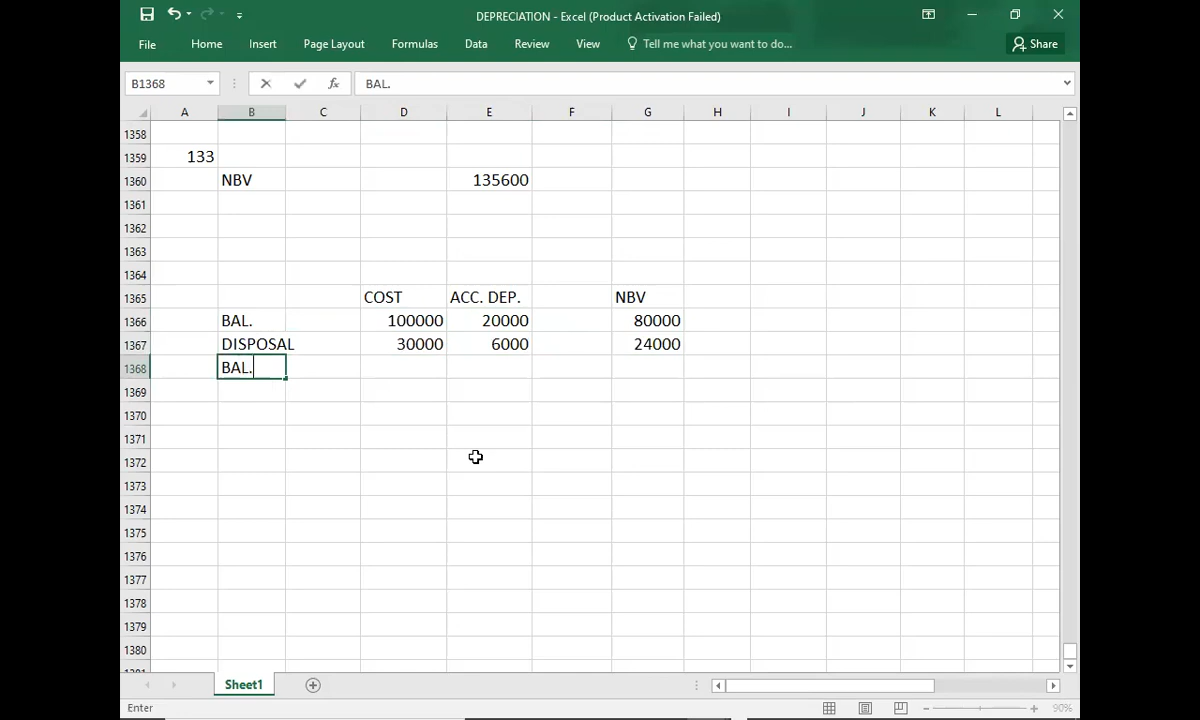 DEPRECIATION - Excel (Product Activation Failed)
File Home Insert Page Layout Formulas Data Review View Tell me what you want to do... Share
B1368 fx BAL.
A B C D E F G H I J K L
1358
1359 133
1360 NBV 135600
1361
1362
1363
1364
1365 COST ACC. DEP. NBV
1366 BAL. 100000 20000 80000
1367 DISPOSAL 30000 6000 24000
1368 BAL.
1369
1370
1371
1372
1373
1374
1375
1376
1377
1378
1379
1380
Sheet1
Enter 90%